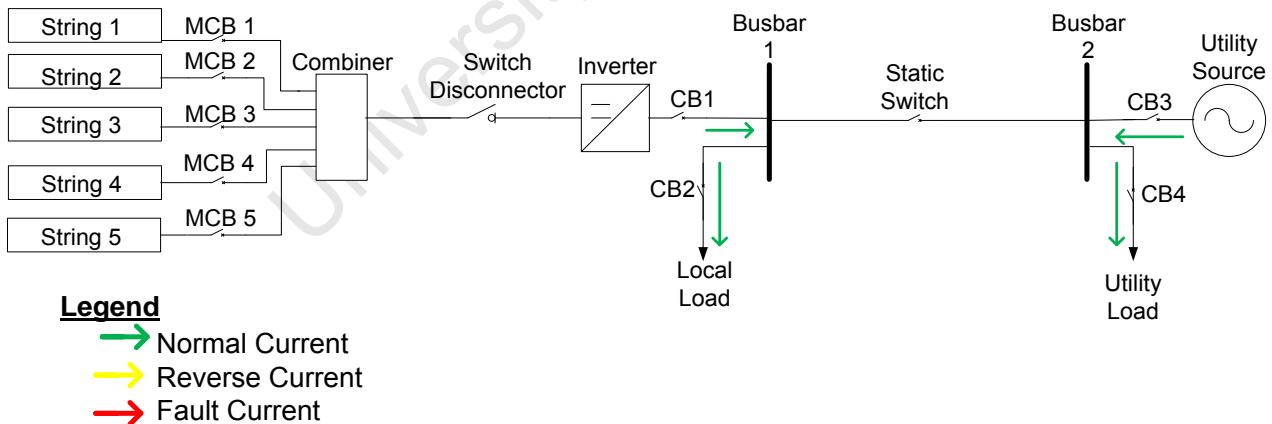 String 1
MCB 1
String 2
MCB 2
String 3
MCB 3
String 4
MCB 4
String 5
MCB 5
Combiner
Switch
Disconnector
Inverter
CB1
CB2
Local
Load
Busbar
1
Static
Switch
Busbar
2
CB3
Utility
Source
CB4
Utility
Load
Legend
Normal Current
Reverse Current
Fault Current